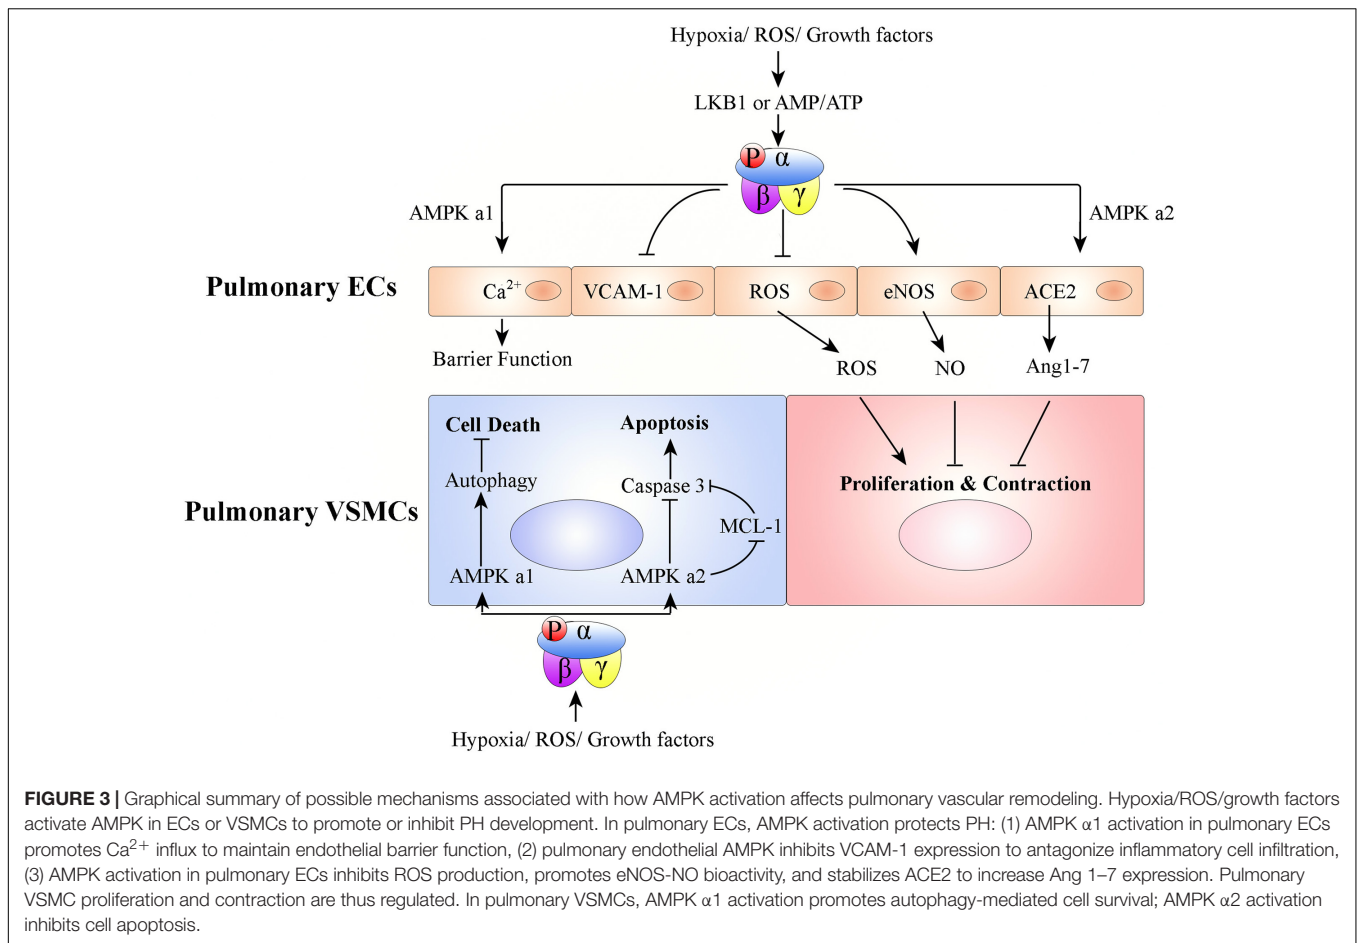 Hypoxia/ ROS/ Growth factors
LKB1 or AMP/ATP
P α
β γ
AMPK a1
AMPK a2
Pulmonary ECs
Ca²⁺
VCAM-1
ROS
eNOS
ACE2
Barrier Function
ROS
NO
Ang1-7
Cell Death
Apoptosis
Autophagy
Caspase 3
Proliferation & Contraction
Pulmonary VSMCs
MCL-1
AMPK a1
AMPK a2
P α
β γ
Hypoxia/ ROS/ Growth factors
FIGURE 3 | Graphical summary of possible mechanisms associated with how AMPK activation affects pulmonary vascular remodeling. Hypoxia/ROS/growth factors
activate AMPK in ECs or VSMCs to promote or inhibit PH development. In pulmonary ECs, AMPK activation protects PH: (1) AMPK α1 activation in pulmonary ECs
promotes Ca²⁺ influx to maintain endothelial barrier function, (2) pulmonary endothelial AMPK inhibits VCAM-1 expression to antagonize inflammatory cell infiltration,
(3) AMPK activation in pulmonary ECs inhibits ROS production, promotes eNOS-NO bioactivity, and stabilizes ACE2 to increase Ang 1–7 expression. Pulmonary
VSMC proliferation and contraction are thus regulated. In pulmonary VSMCs, AMPK α1 activation promotes autophagy-mediated cell survival; AMPK α2 activation
inhibits cell apoptosis.